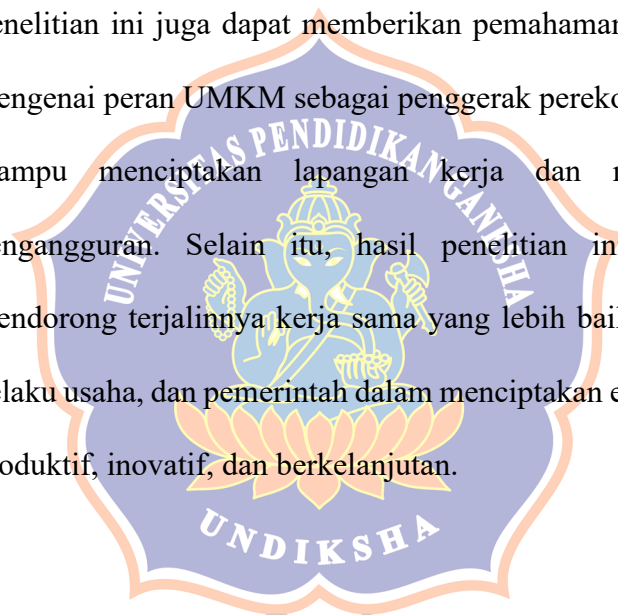 enelitian ini juga dapat memberikan pemahaman
engenai peran UMKM sebagai penggerak pereko
UNIVERSITAS PENDIDIKAN GANESHA
ampu menciptakan lapangan kerja dan
engangguran. Selain itu, hasil penelitian in
endorong terjalinnya kerja sama yang lebih baik
elaku usaha, dan pemerintah dalam menciptakan e
oduktif, inovatif, dan berkelanjutan.
UNDIKSHA